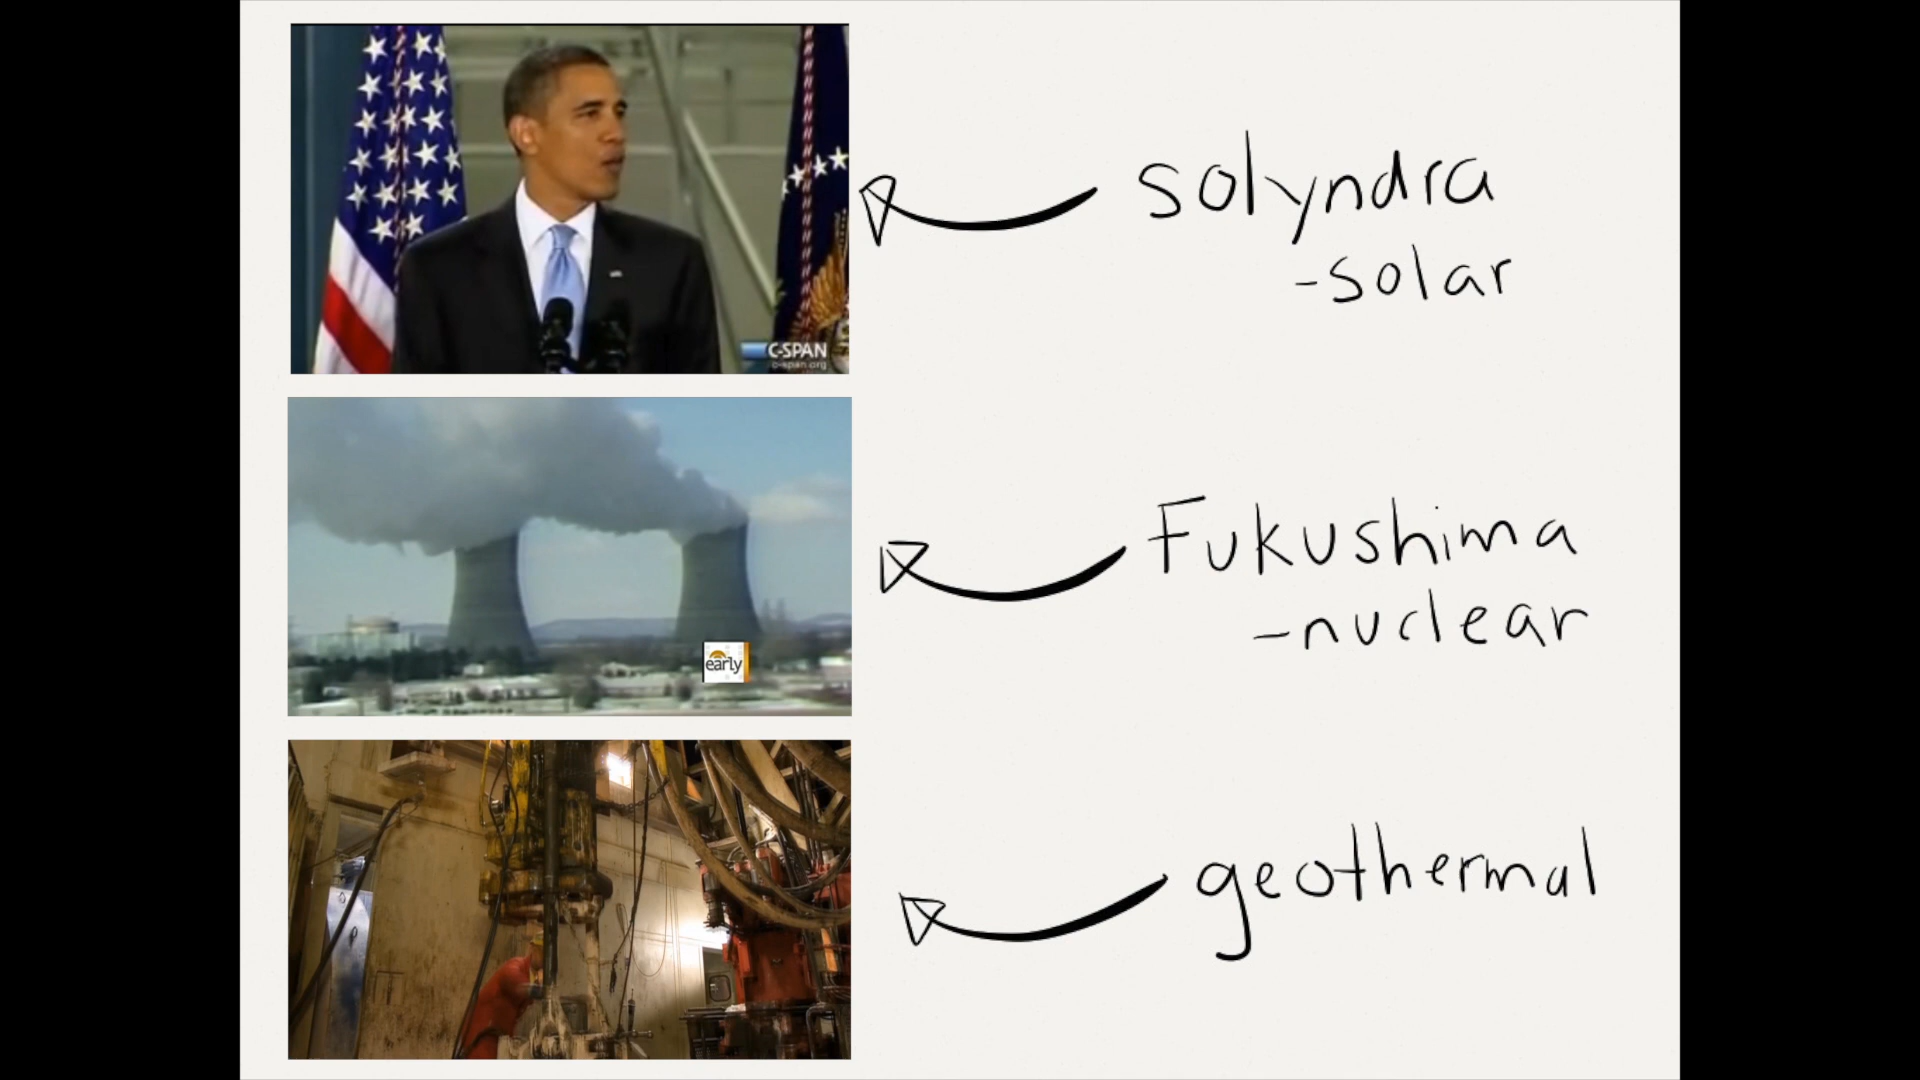 solyndra
-solar
C-SPAN
c-span.org
Fukushima
-nuclear
early
geothermal